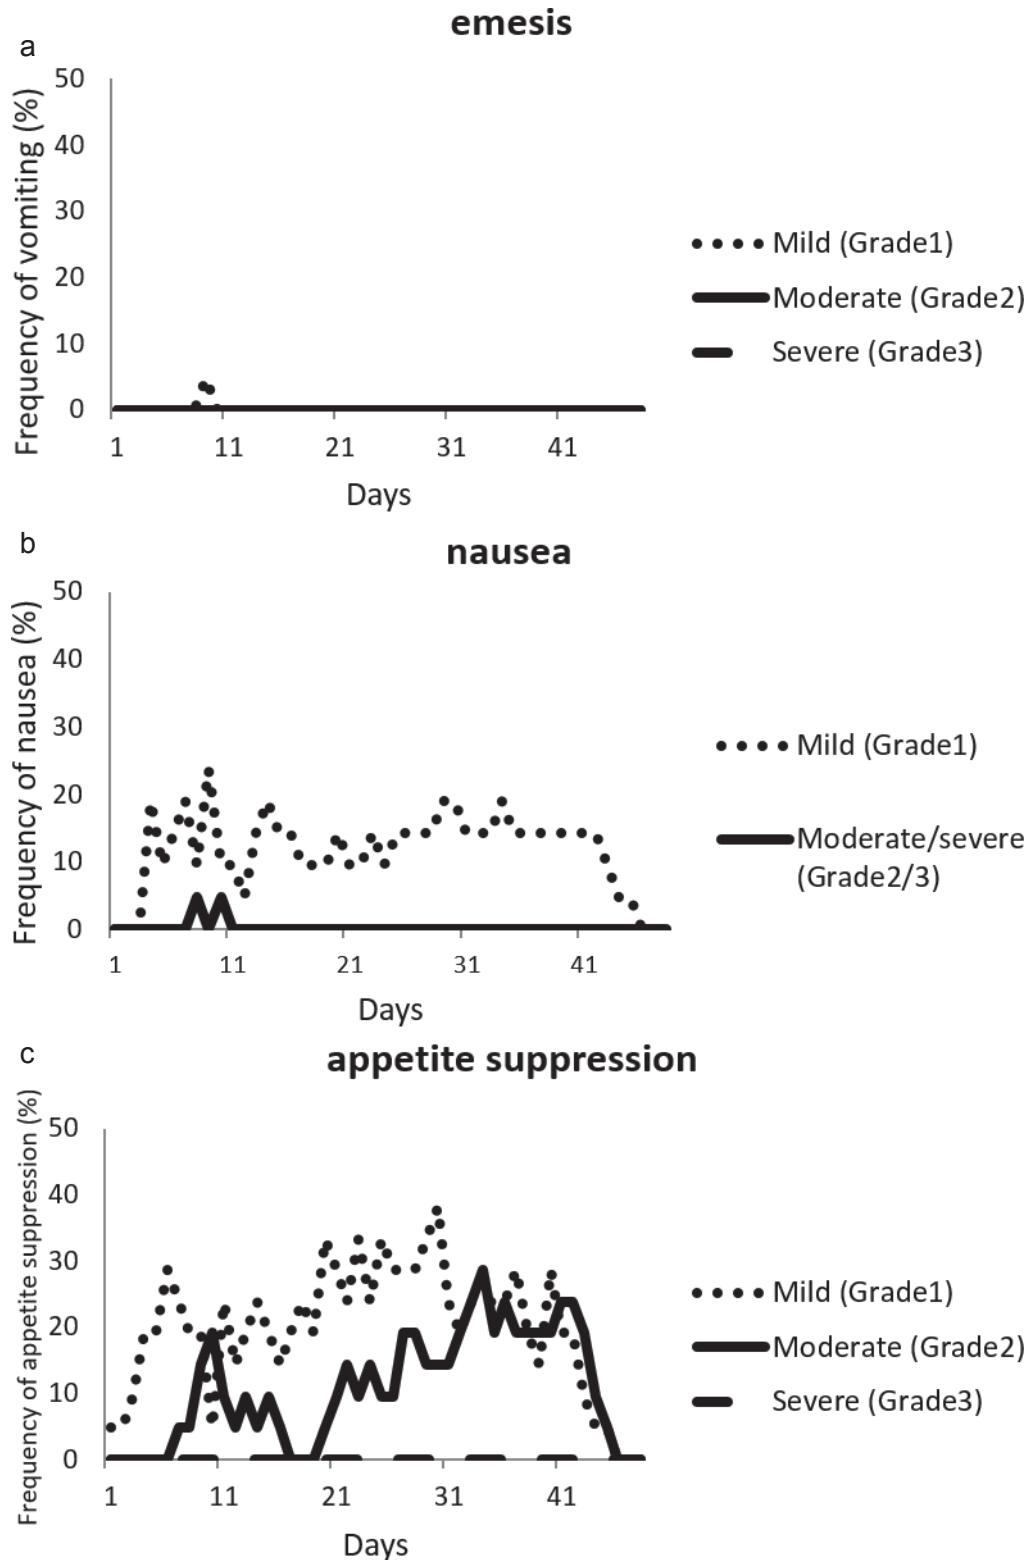 emesis
a
Frequency of vomiting (%)
50
40
30
20
10
0
1 11 21 31 41
Days
Mild (Grade1)
Moderate (Grade2)
Severe (Grade3)
b
nausea
Frequency of nausea (%)
50
40
30
20
10
0
1 11 21 31 41
Days
Mild (Grade1)
Moderate/severe
(Grade2/3)
c
appetite suppression
Frequency of appetite suppression (%)
50
40
30
20
10
0
1 11 21 31 41
Days
Mild (Grade1)
Moderate (Grade2)
Severe (Grade3)